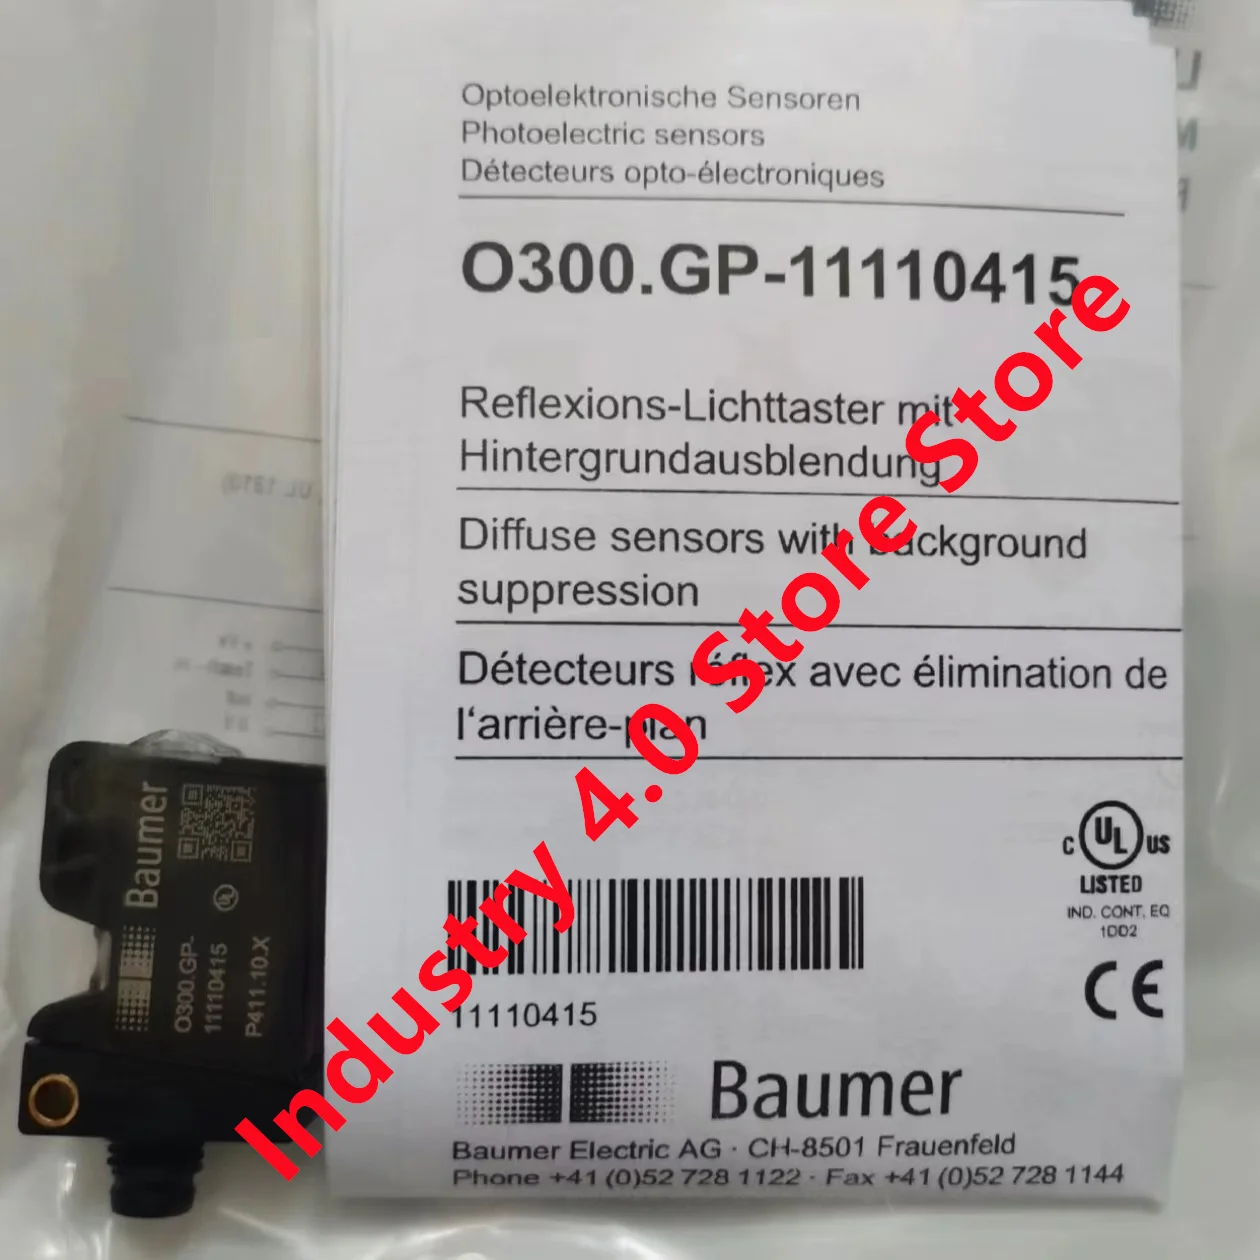 Optoelektronische Sensoren
Photoelectric sensors
Détecteurs opto-électroniques
O300.GP-11110415
Reflexions-Lichttaster mit
Hintergrundausblendung
Diffuse sensors with background
suppression
Détecteurs réflex avec élimination de
l‘arrière-plan
C UL US
LISTED
IND. CONT. EQ
1DD2
CE
11110415
Baumer
Baumer Electric AG · CH-8501 Frauenfeld
Phone +41 (0)52 728 1122 · Fax +41 (0)52 728 1144
Baumer
O300.GP-
11110415
UL
P411.10.X
Industry 4.0 Store Store Store